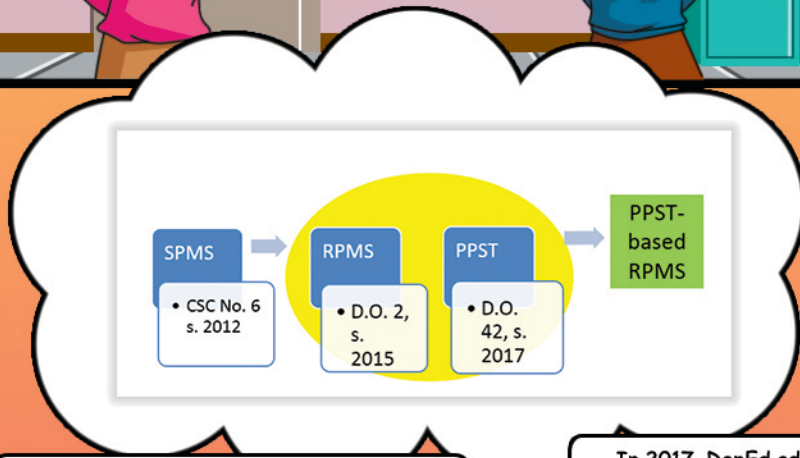 SPMS
• CSC No. 6
s. 2012
RPMS
• D.O. 2,
s.
2015
PPST
• D.O.
42, s.
2017
PPST-
based
RPMS
In 2017, DepEd